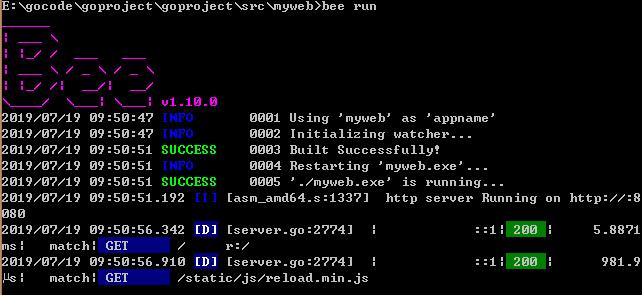 E:\gocode\goproject\goproject\src\myweb>bee run
v1.10.0
2019/07/19 09:50:47 INFO 0001 Using 'myweb' as 'appname'
2019/07/19 09:50:47 INFO 0002 Initializing watcher...
2019/07/19 09:50:51 SUCCESS 0003 Built Successfully!
2019/07/19 09:50:51 INFO 0004 Restarting 'myweb.exe'...
2019/07/19 09:50:51 SUCCESS 0005 './myweb.exe' is running...
2019/07/19 09:50:51.192 [I] [asm_amd64.s:1337] http server Running on http://:8
080
2019/07/19 09:50:56.342 [D] [server.go:2774] | ::1| 200 | 5.8871
ms| match| GET / r:/
2019/07/19 09:50:56.910 [D] [server.go:2774] | ::1| 200 | 981.9
µs| match| GET /static/js/reload.min.js